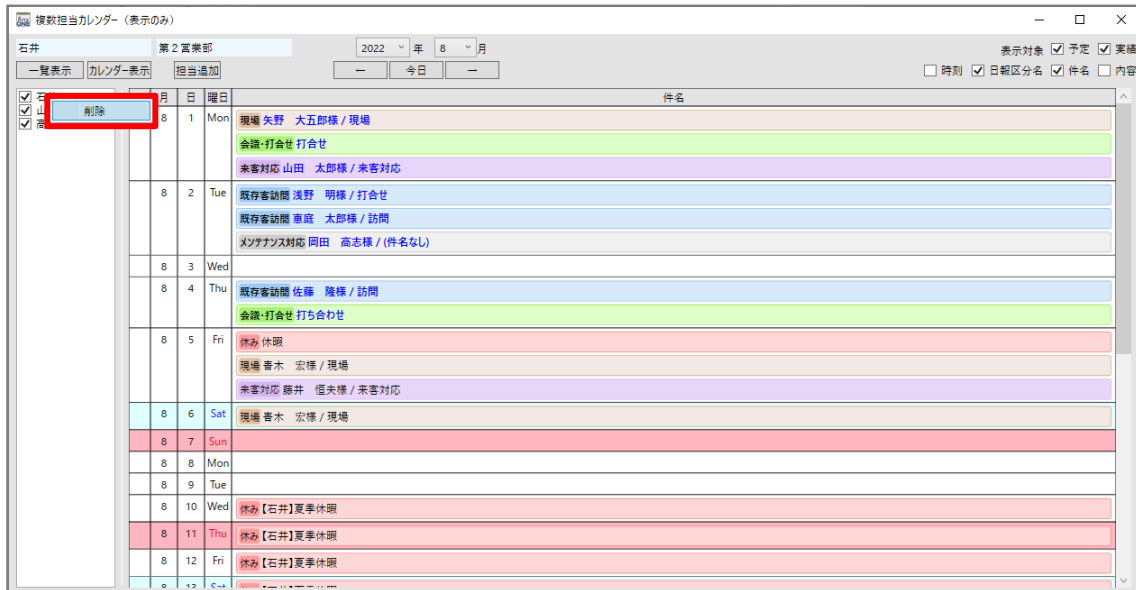 複数担当カレンダー（表示のみ）
石井 第２営業部 2022 年 8 月 表示対象 予定 実績
一覧表示 カレンダー表示 担当追加 ← 今日 → 時刻 日報区分名 件名 内容
月 日 曜日 件名
削除
8 1 Mon 現場 矢野　大五郎様 / 現場
会議・打合せ 打合せ
来客対応 山田　太郎様 / 来客対応
8 2 Tue 既存客訪問 浅野　明様 / 打合せ
既存客訪問 恵庭　太郎様 / 訪問
メンテナンス対応 岡田　高志様 / (件名なし)
8 3 Wed
8 4 Thu 既存客訪問 佐藤　隆様 / 訪問
会議・打合せ 打ち合わせ
8 5 Fri 休み 休暇
現場 青木　宏様 / 現場
来客対応 藤井　恒夫様 / 来客対応
8 6 Sat 現場 青木　宏様 / 現場
8 7 Sun
8 8 Mon
8 9 Tue
8 10 Wed 休み 【石井】夏季休暇
8 11 Thu 休み 【石井】夏季休暇
8 12 Fri 休み 【石井】夏季休暇
8 13 Sat